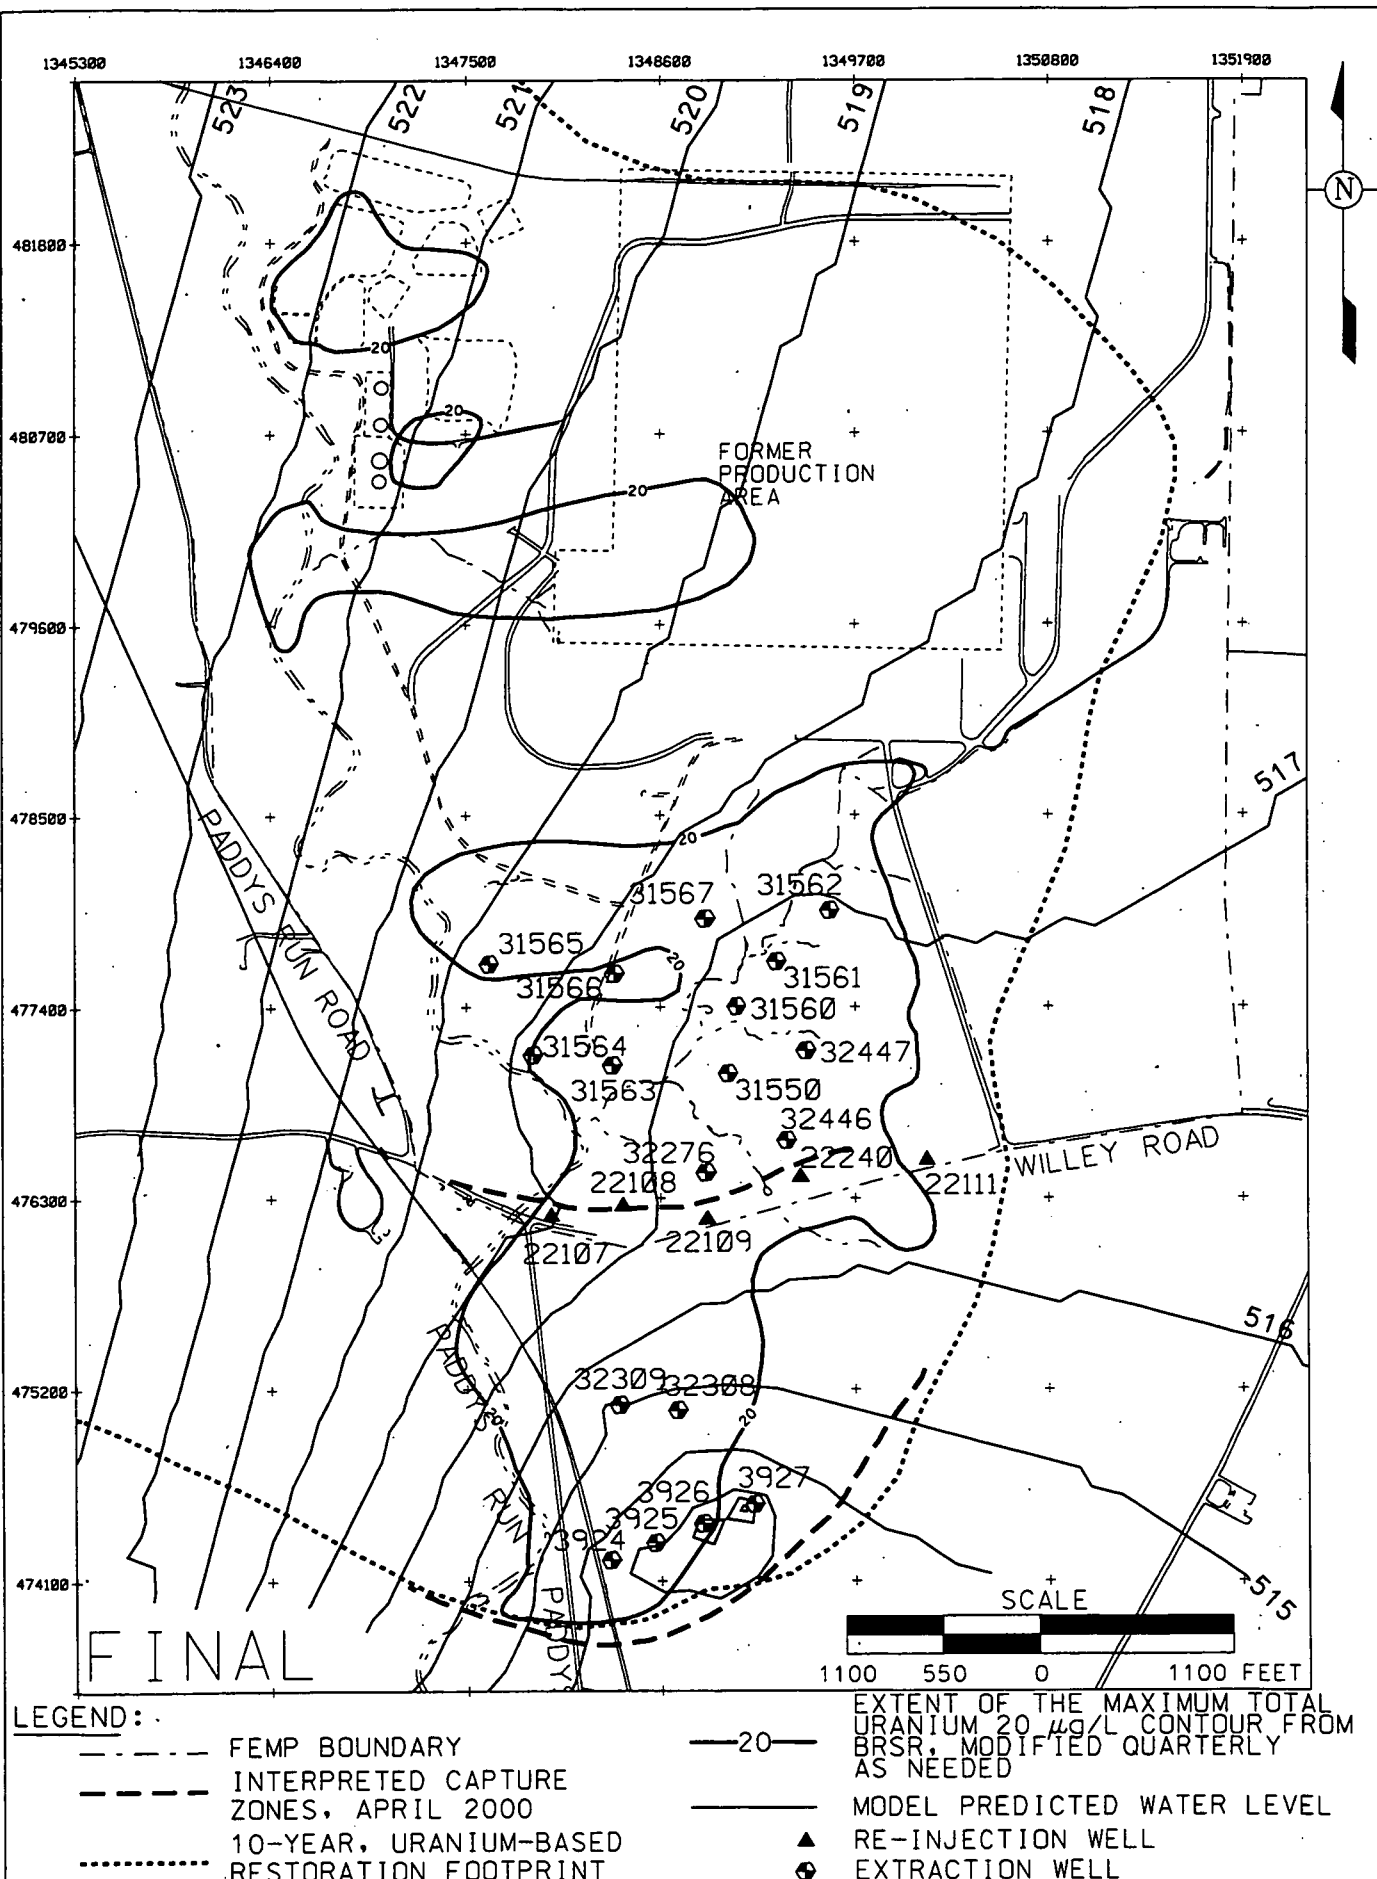 1345300 1346400 1347500 1348600 1349700 1350800 1351900
523 522 521 520 519 518
N
481800
20
20
480700
FORMER
PRODUCTION
AREA
20
479600
517
478500
20
PADDYS RUN ROAD
31567 31562
31565
31566
20
31561
477400
31560
31564
32447
31563
31550
32446
32276
22240
WILLEY ROAD
22108
22111
476300
22107
22109
516
PADDYS RUN
475200
32309
32308
20
20
3927
3926
3925
3924
474100
515
PADDY
SCALE
1100 550 0 1100 FEET
FINAL
LEGEND:
FEMP BOUNDARY
INTERPRETED CAPTURE
ZONES, APRIL 2000
10-YEAR, URANIUM-BASED
RESTORATION FOOTPRINT
20
EXTENT OF THE MAXIMUM TOTAL
URANIUM 20 µg/L CONTOUR FROM
BRSR, MODIFIED QUARTERLY
AS NEEDED
MODEL PREDICTED WATER LEVEL
RE-INJECTION WELL
EXTRACTION WELL